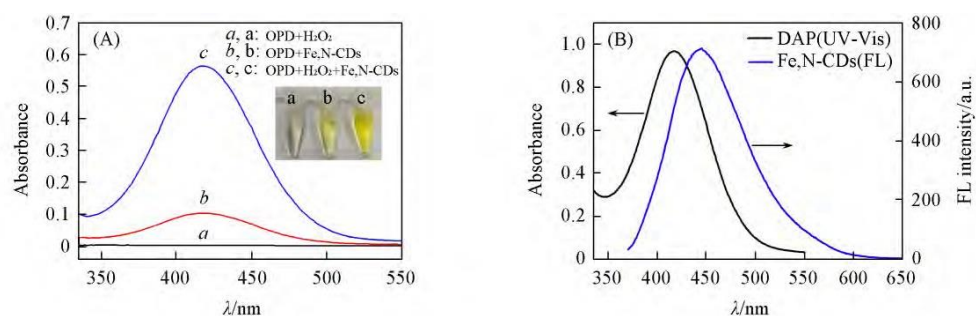 (A)
a, a: OPD+H₂O₂
b, b: OPD+Fe,N-CDs
c, c: OPD+H₂O₂+Fe,N-CDs
a b c
c
b
a
0.7
0.6
0.5
0.4
0.3
0.2
0.1
0
Absorbance
350 400 450 500 550
λ/nm
(B)
DAP(UV-Vis)
Fe,N-CDs(FL)
1.0
0.8
0.6
0.4
0.2
0
Absorbance
800
600
400
200
0
FL intensity/a.u.
350 400 450 500 550 600 650
λ/nm